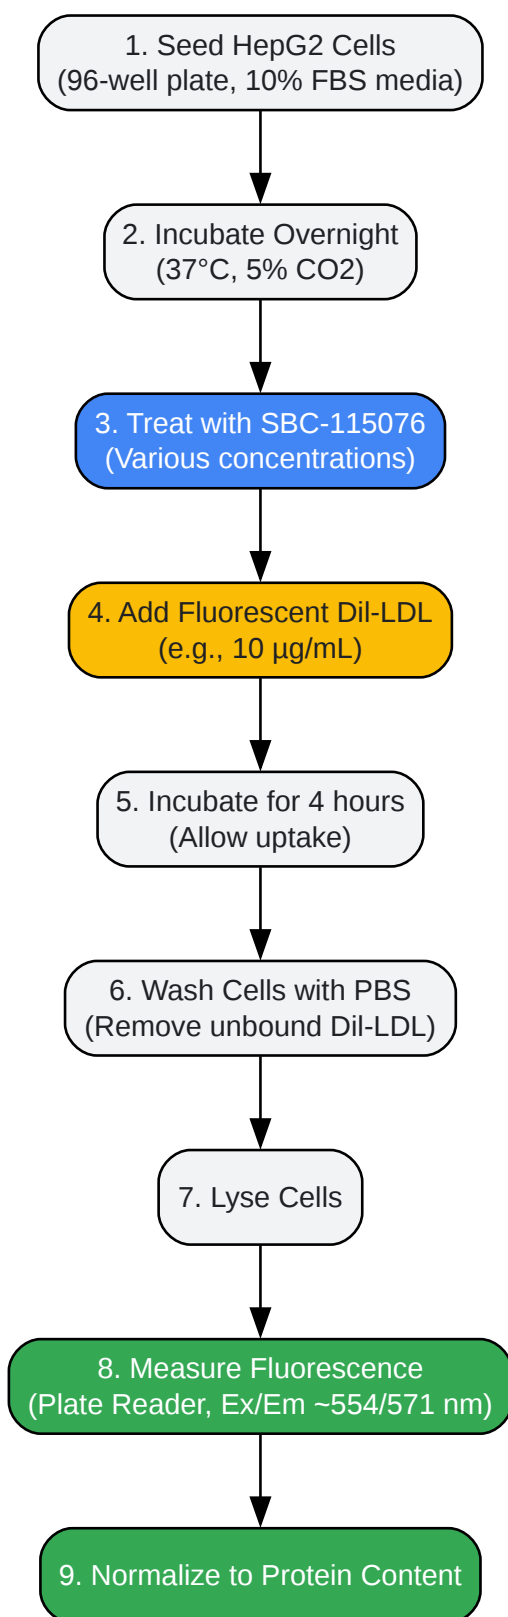 1. Seed HepG2 Cells
(96-well plate, 10% FBS media)
2. Incubate Overnight
(37°C, 5% CO2)
3. Treat with SBC-115076
(Various concentrations)
4. Add Fluorescent Dil-LDL
(e.g., 10 µg/mL)
5. Incubate for 4 hours
(Allow uptake)
6. Wash Cells with PBS
(Remove unbound Dil-LDL)
7. Lyse Cells
8. Measure Fluorescence
(Plate Reader, Ex/Em ~554/571 nm)
9. Normalize to Protein Content